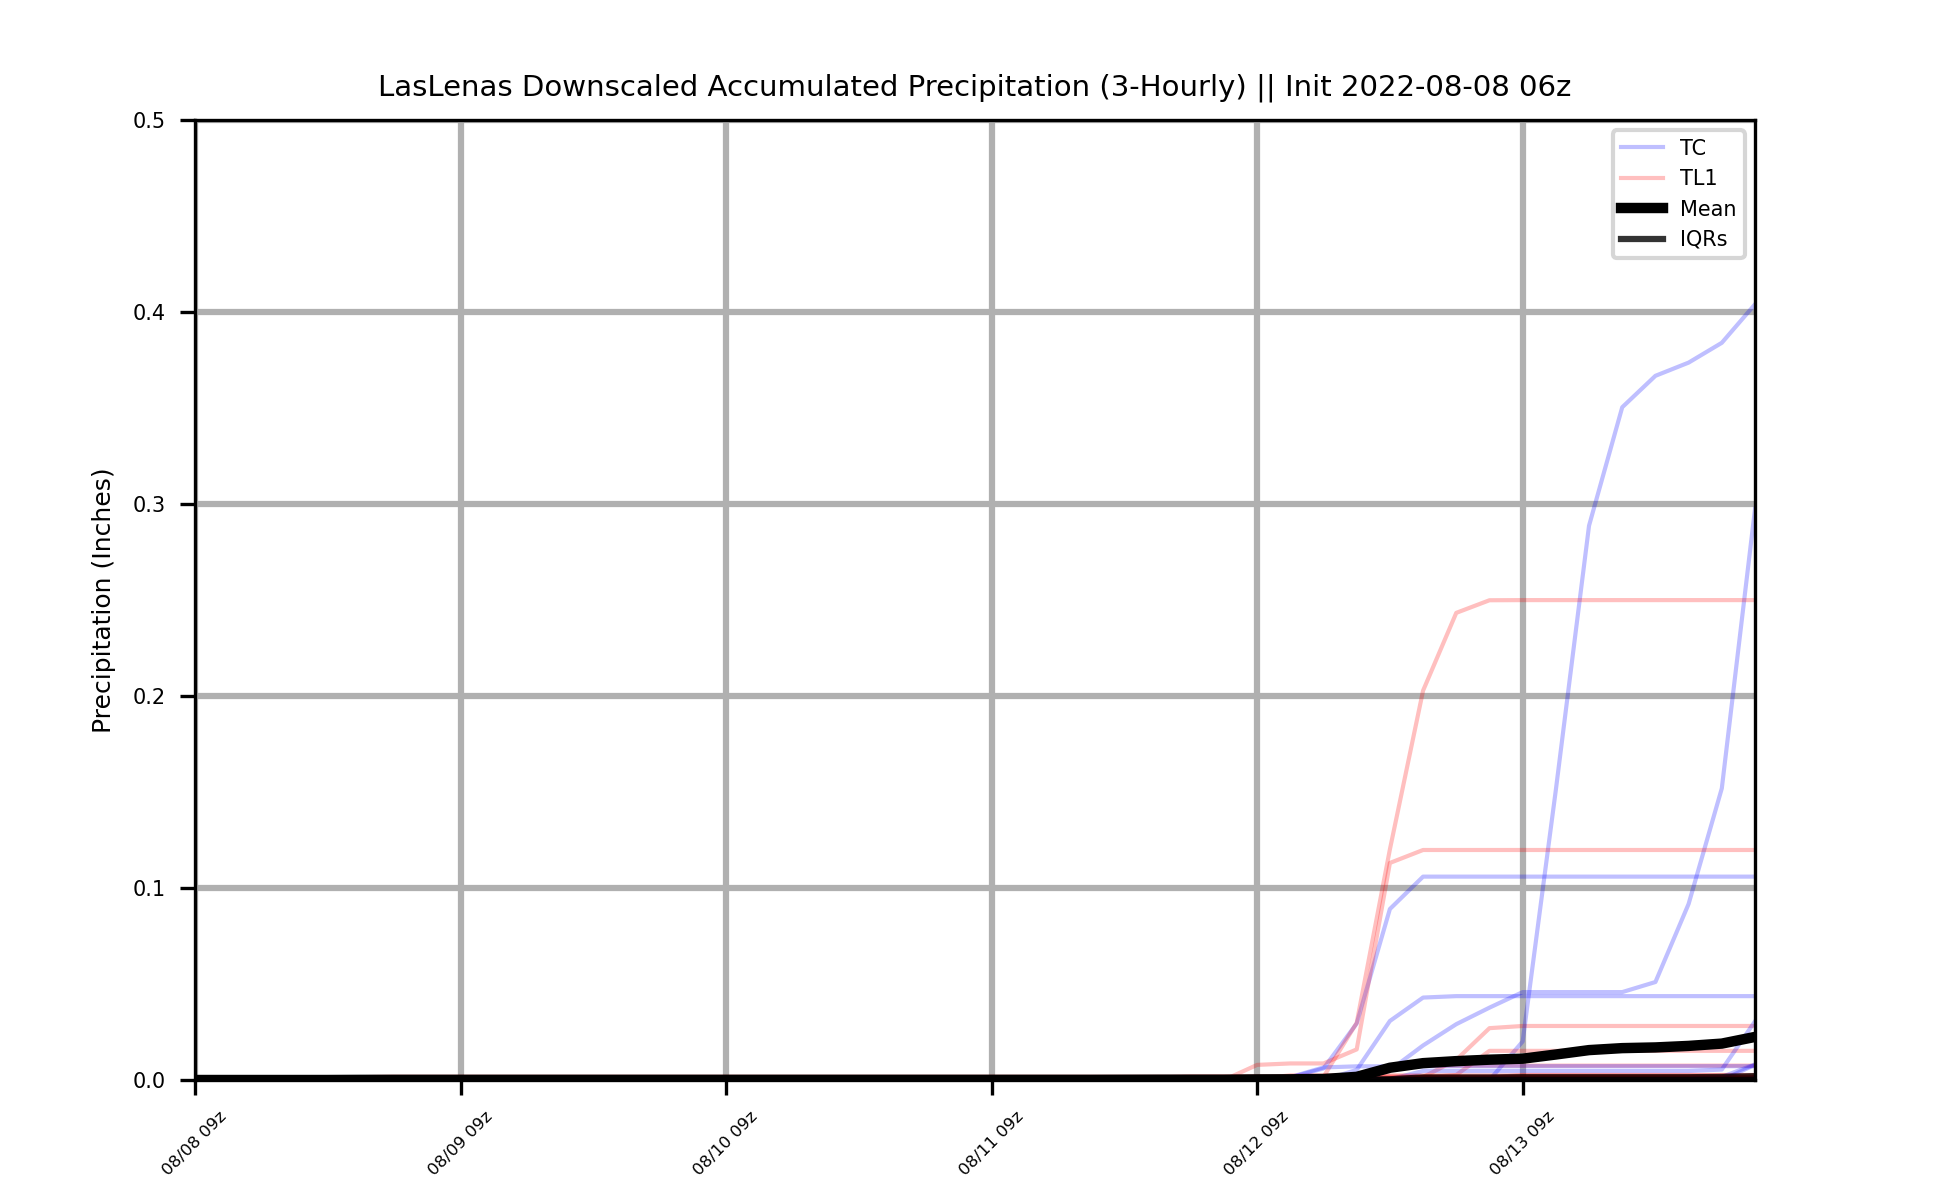 LasLenas Downscaled Accumulated Precipitation (3-Hourly) || Init 2022-08-08 06z
0.5
0.4
0.3
0.2
0.1
0.0
Precipitation (Inches)
TC
TL1
Mean
IQRs
08/08 09z
08/09 09z
08/10 09z
08/11 09z
08/12 09z
08/13 09z